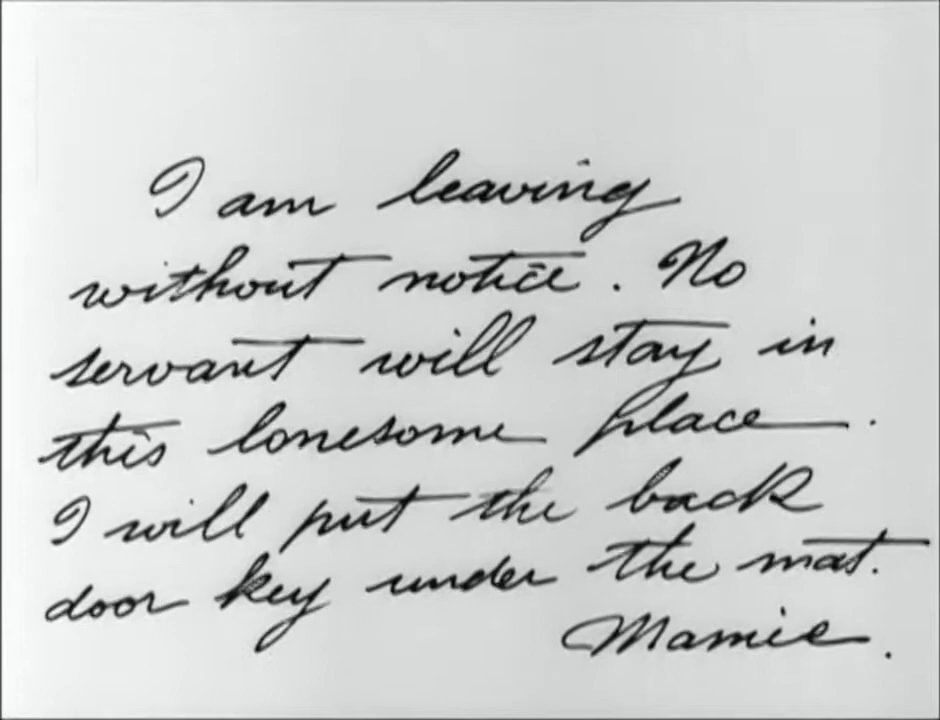 I am leaving
without notice. No
servant will stay in
this lonesome place.
I will put the back
door key under the mat.
Mamie.